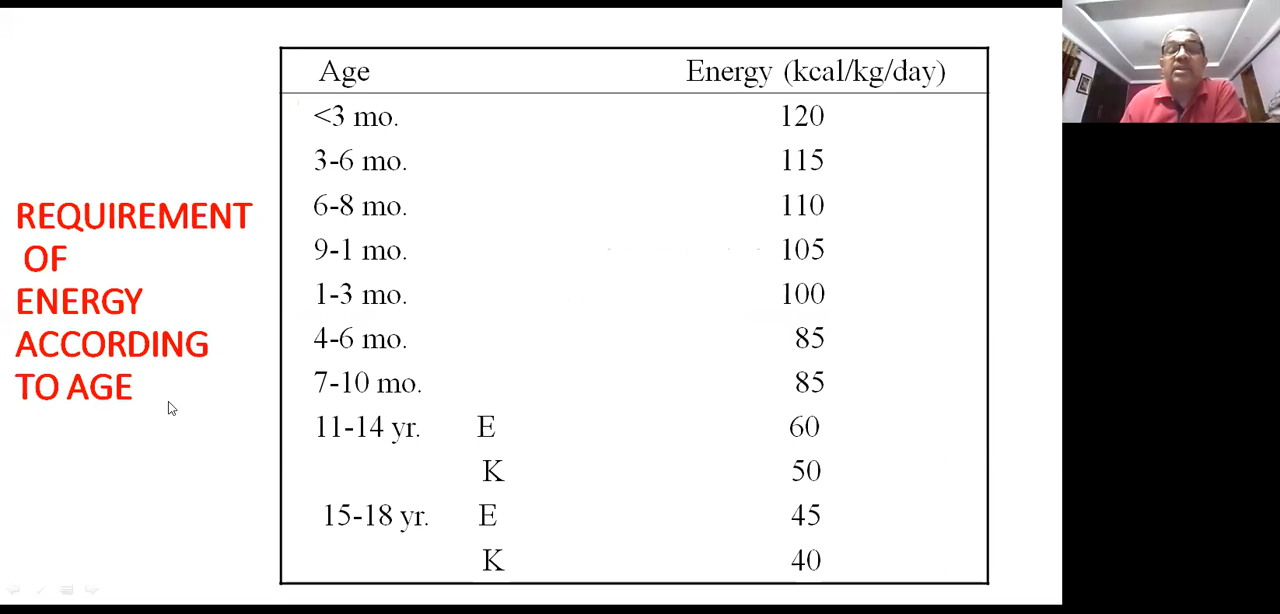 REQUIREMENT
OF
ENERGY
ACCORDING
TO AGE
Age Energy (kcal/kg/day)
<3 mo. 120
3-6 mo. 115
6-8 mo. 110
9-1 mo. 105
1-3 mo. 100
4-6 mo. 85
7-10 mo. 85
11-14 yr. E 60
K 50
15-18 yr. E 45
K 40